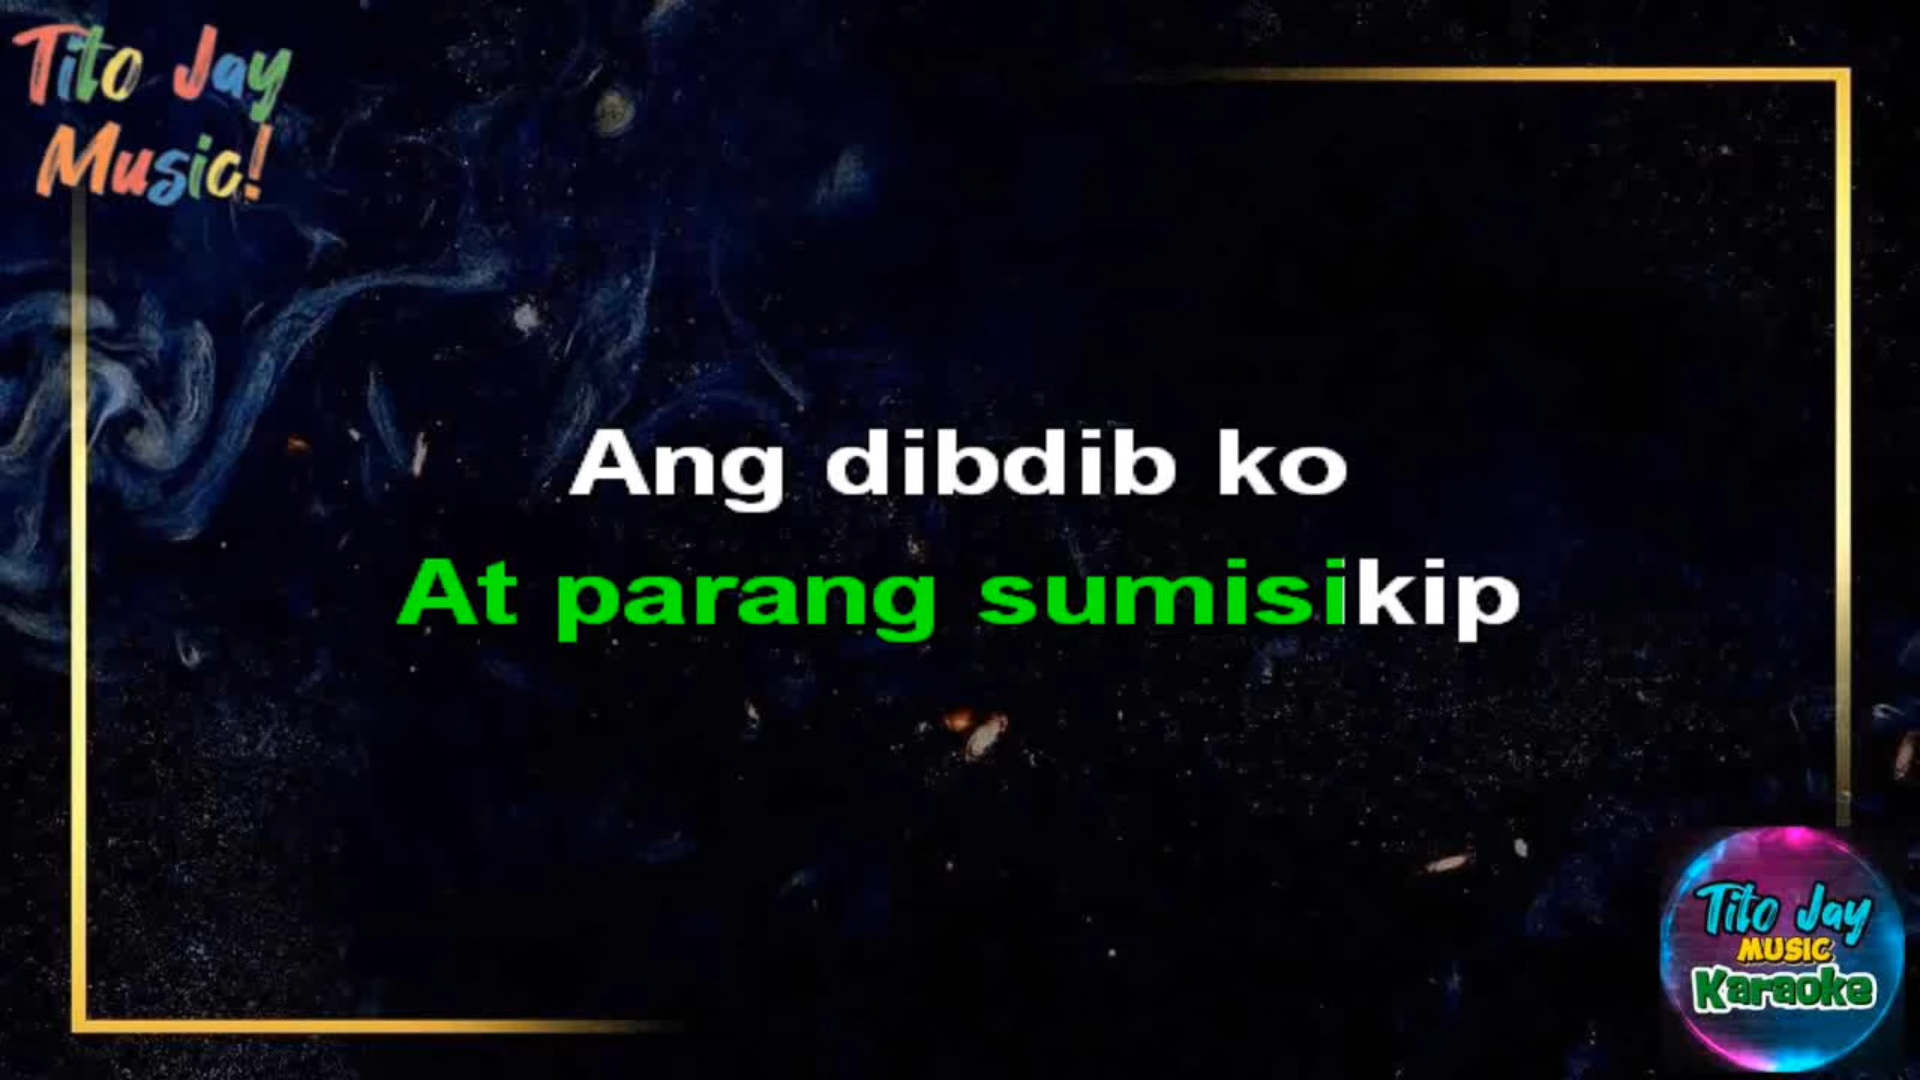 Tito Jay
Music!
Ang dibdib ko
At parang sumisikip
Tito Jay
MUSIC
Karaoke